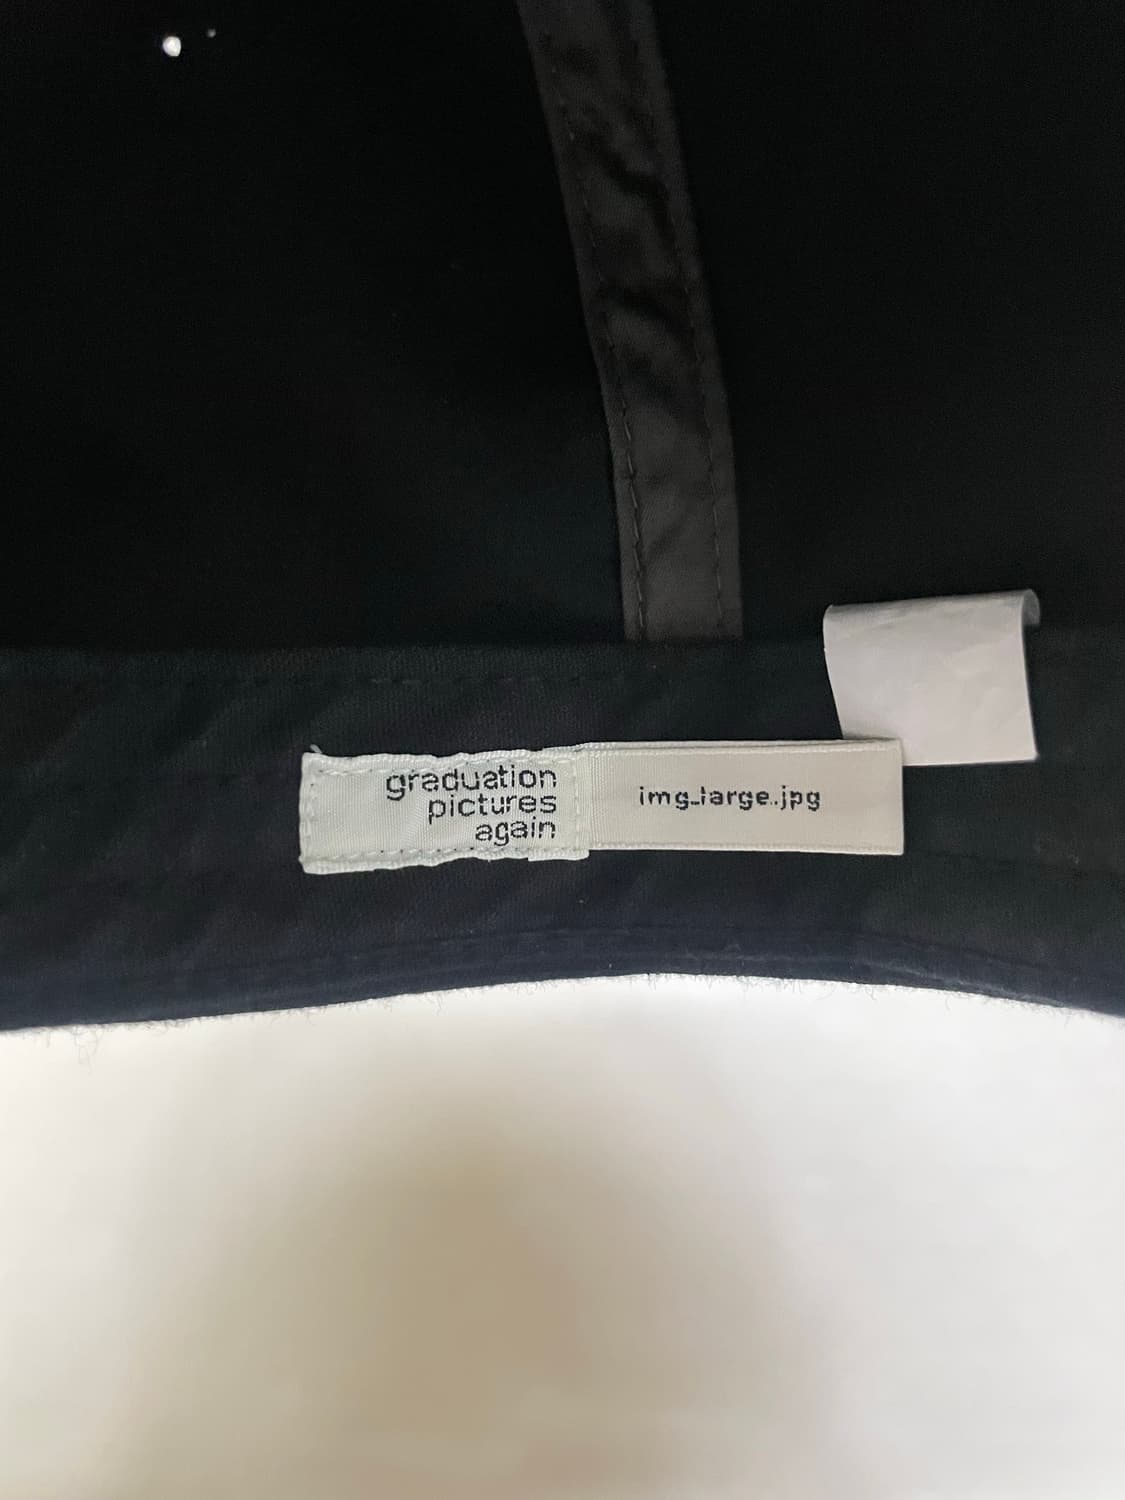 graduation
pictures
again
img_large.jpg